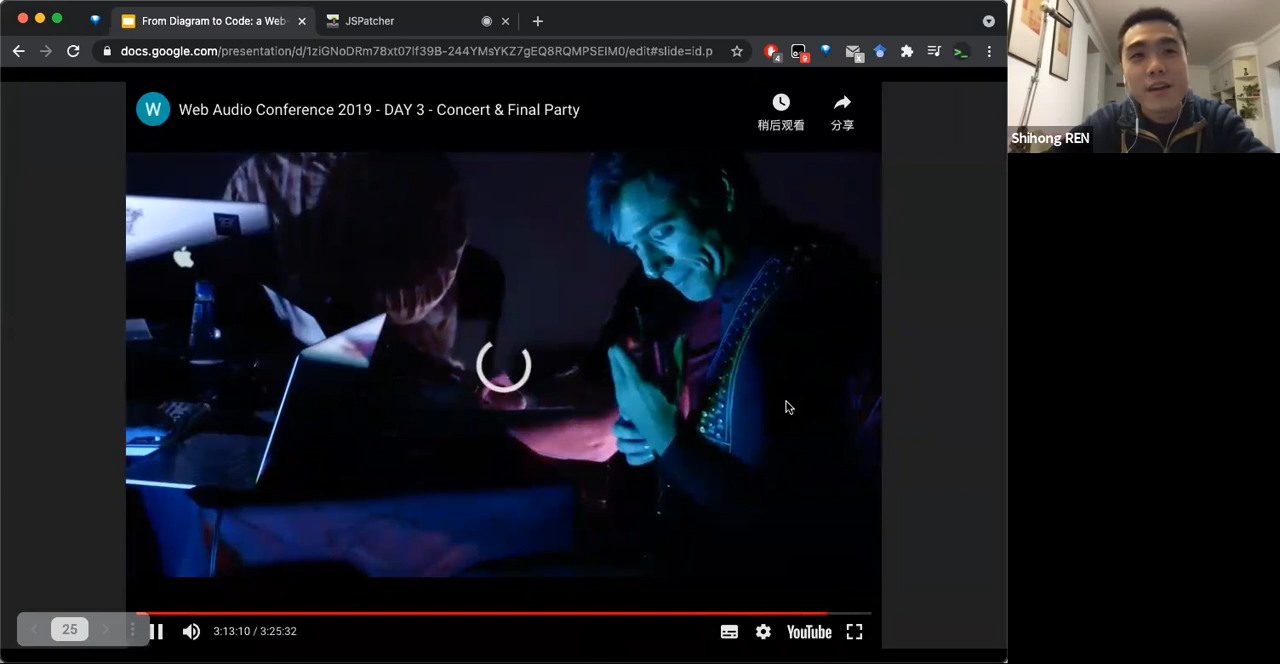 From Diagram to Code: a Web-
JSPatcher
docs.google.com/presentation/d/1ziGNoDRm78xt07lf39B-244YMsYKZ7gEQ8RQMPSEIM0/edit#slide=id.p
4
9
x
>_
W
Web Audio Conference 2019 - DAY 3 - Concert & Final Party
稍后观看
分享
Shihong REN
25
3:13:10 / 3:25:32
YouTube